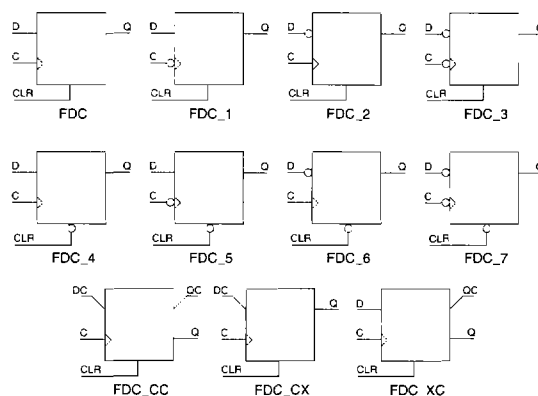 D Q D Q D Q D Q
C C C C
CLR CLR CLR CLR
FDC FDC_1 FDC_2 FDC_3
D Q D Q D Q D Q
C C C C
CLR CLR CLR CLR
FDC_4 FDC_5 FDC_6 FDC_7
DC QC DC Q D QC
C Q C C Q
CLR CLR CLR
FDC_CC FDC_CX FDC_XC